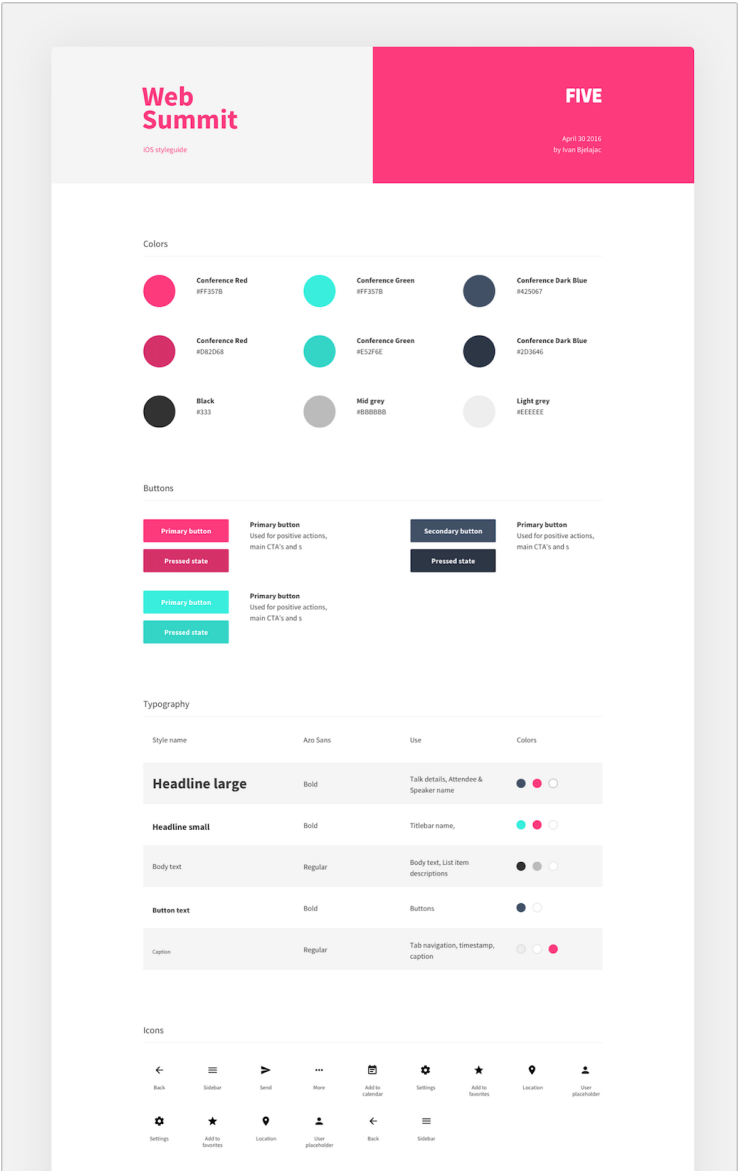 Web
Summit
iOS styleguide
FIVE
April 30 2016
by Ivan Bjelajac
Colors
Conference Red
#FF357B
Conference Green
#FF357B
Conference Dark Blue
#425067
Conference Red
#D82D68
Conference Green
#E52F6E
Conference Dark Blue
#2D3646
Black
#333
Mid grey
#BBBBBB
Light grey
#EEEEEE
Buttons
Primary button
Pressed state
Primary button
Used for positive actions,
main CTA's and s
Secondary button
Pressed state
Primary button
Used for positive actions,
main CTA's and s
Primary button
Pressed state
Primary button
Used for positive actions,
main CTA's and s
Typography
Style name Azo Sans Use Colors
Headline large
Bold
Talk details, Attendee &
Speaker name
Headline small
Bold
Titlebar name,
Body text
Regular
Body text, List item
descriptions
Button text
Bold
Buttons
Caption
Regular
Tab navigation, timestamp,
caption
Icons
Back
Sidebar
Send
More
Add to
calendar
Settings
Add to
favorites
Location
User
placeholder
Settings
Add to
favorites
Location
User
placeholder
Back
Sidebar